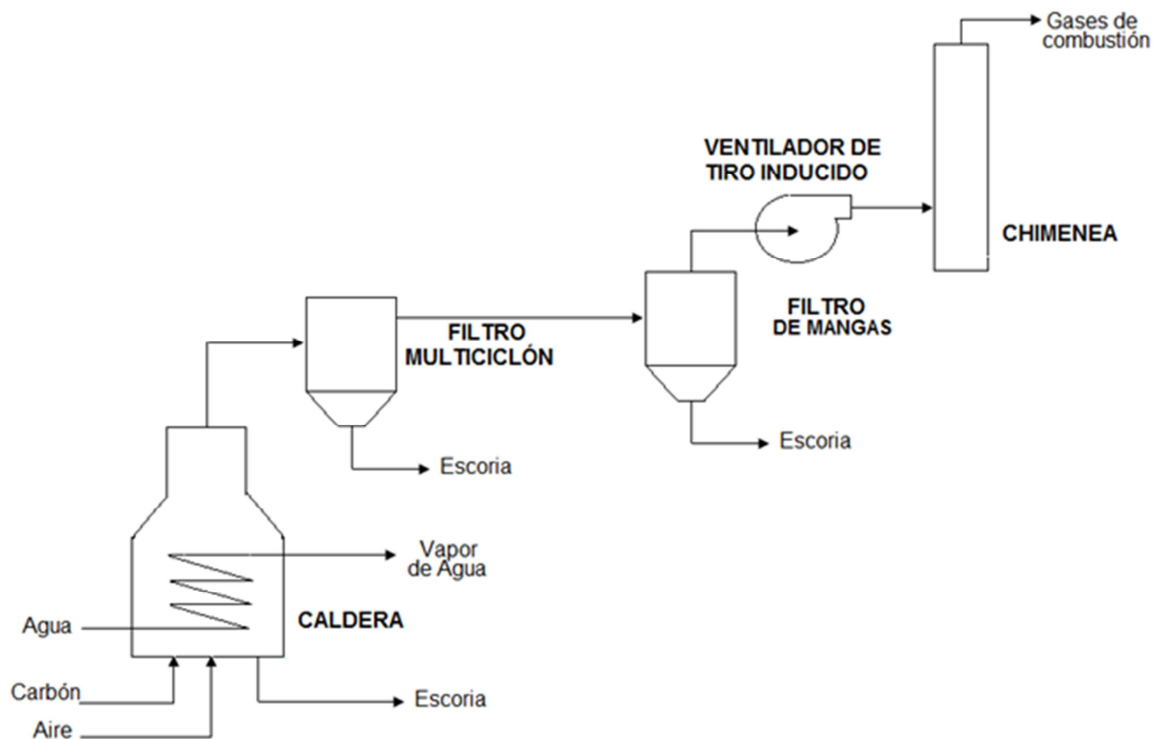 Gases de
combustión
VENTILADOR DE
TIRO INDUCIDO
CHIMENEA
FILTRO
DE MANGAS
FILTRO
MULTICICLÓN
Escoria
Escoria
Vapor
de Agua
Agua
CALDERA
Carbón
Escoria
Aire